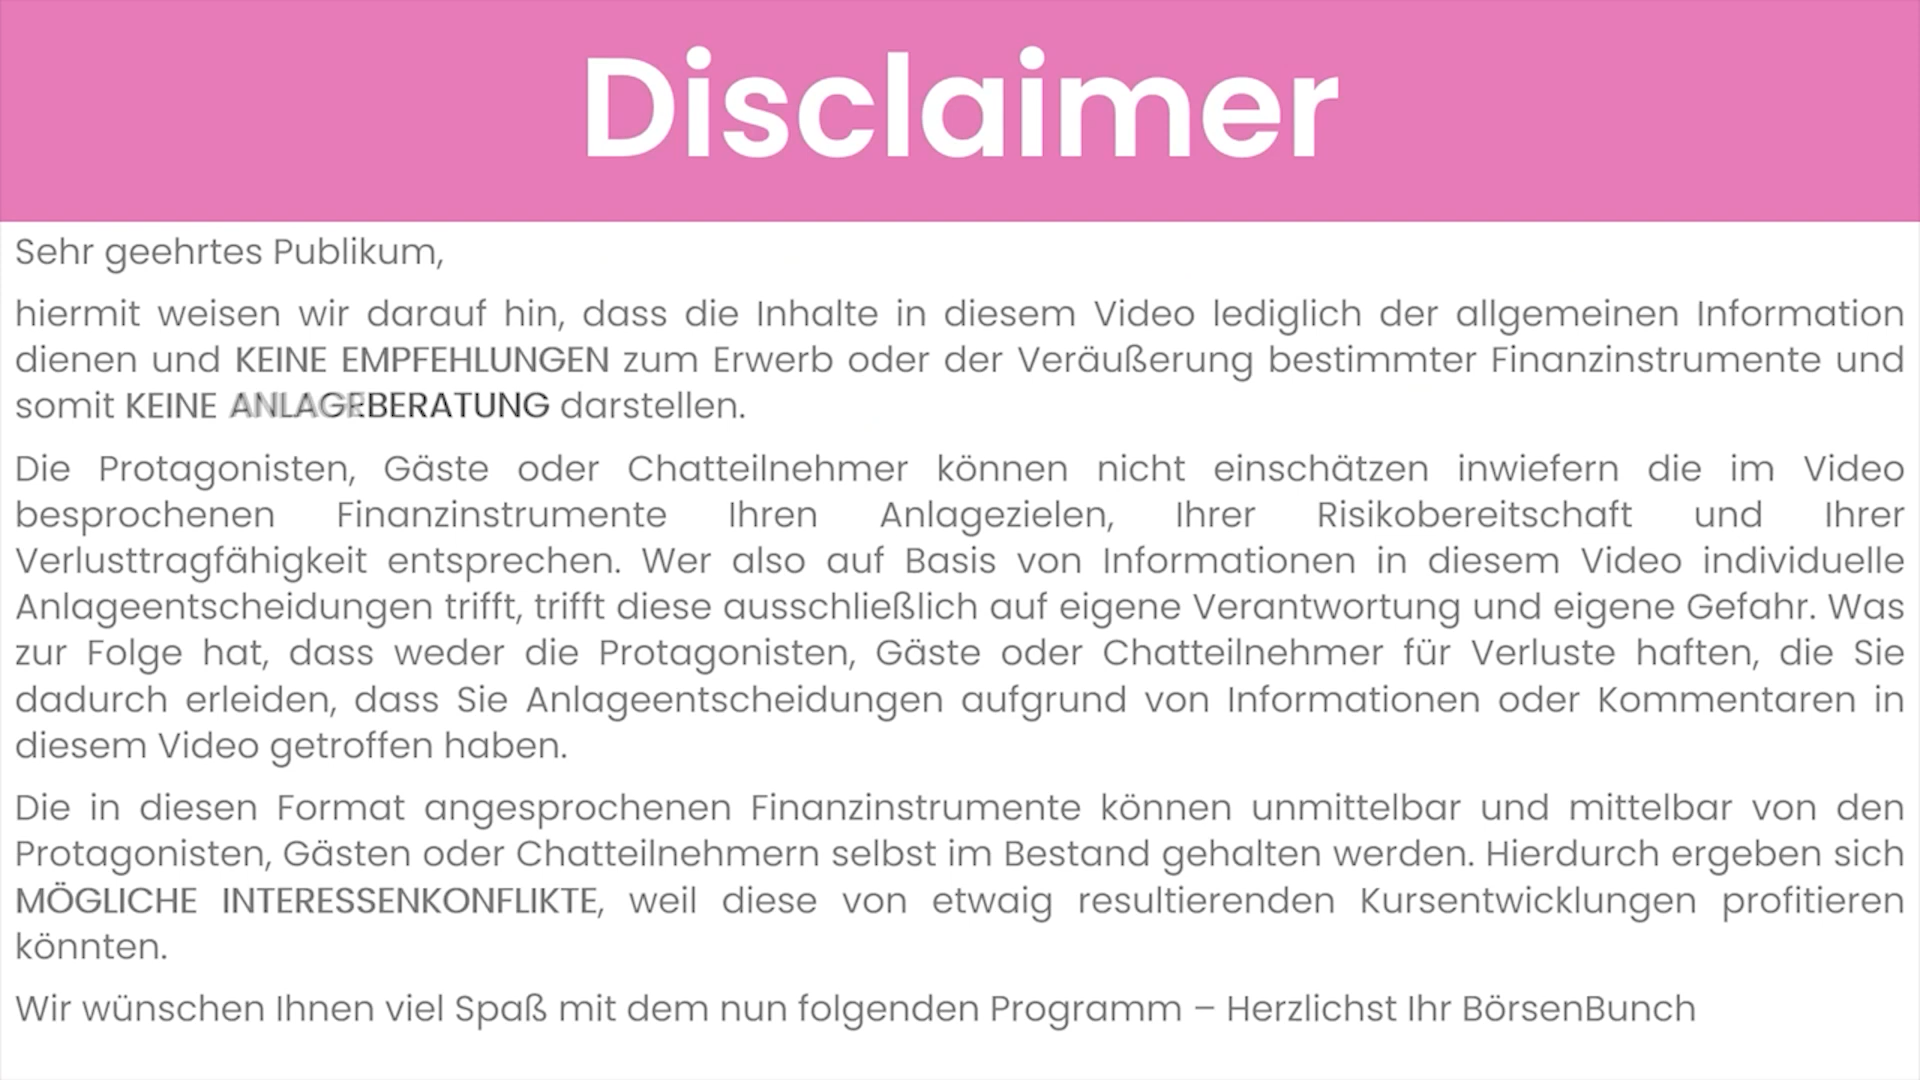 Disclaimer
Sehr geehrtes Publikum,
hiermit weisen wir darauf hin, dass die Inhalte in diesem Video lediglich der allgemeinen Information
dienen und KEINE EMPFEHLUNGEN zum Erwerb oder der Veräußerung bestimmter Finanzinstrumente und
somit KEINE ANLAGEBERATUNG darstellen.
Die Protagonisten, Gäste oder Chatteilnehmer können nicht einschätzen inwiefern die im Video
besprochenen Finanzinstrumente Ihren Anlagezielen, Ihrer Risikobereitschaft und Ihrer
Verlusttragfähigkeit entsprechen. Wer also auf Basis von Informationen in diesem Video individuelle
Anlageentscheidungen trifft, trifft diese ausschließlich auf eigene Verantwortung und eigene Gefahr. Was
zur Folge hat, dass weder die Protagonisten, Gäste oder Chatteilnehmer für Verluste haften, die Sie
dadurch erleiden, dass Sie Anlageentscheidungen aufgrund von Informationen oder Kommentaren in
diesem Video getroffen haben.
Die in diesen Format angesprochenen Finanzinstrumente können unmittelbar und mittelbar von den
Protagonisten, Gästen oder Chatteilnehmern selbst im Bestand gehalten werden. Hierdurch ergeben sich
MÖGLICHE INTERESSENKONFLIKTE, weil diese von etwaig resultierenden Kursentwicklungen profitieren
könnten.
Wir wünschen Ihnen viel Spaß mit dem nun folgenden Programm – Herzlichst Ihr BörsenBunch